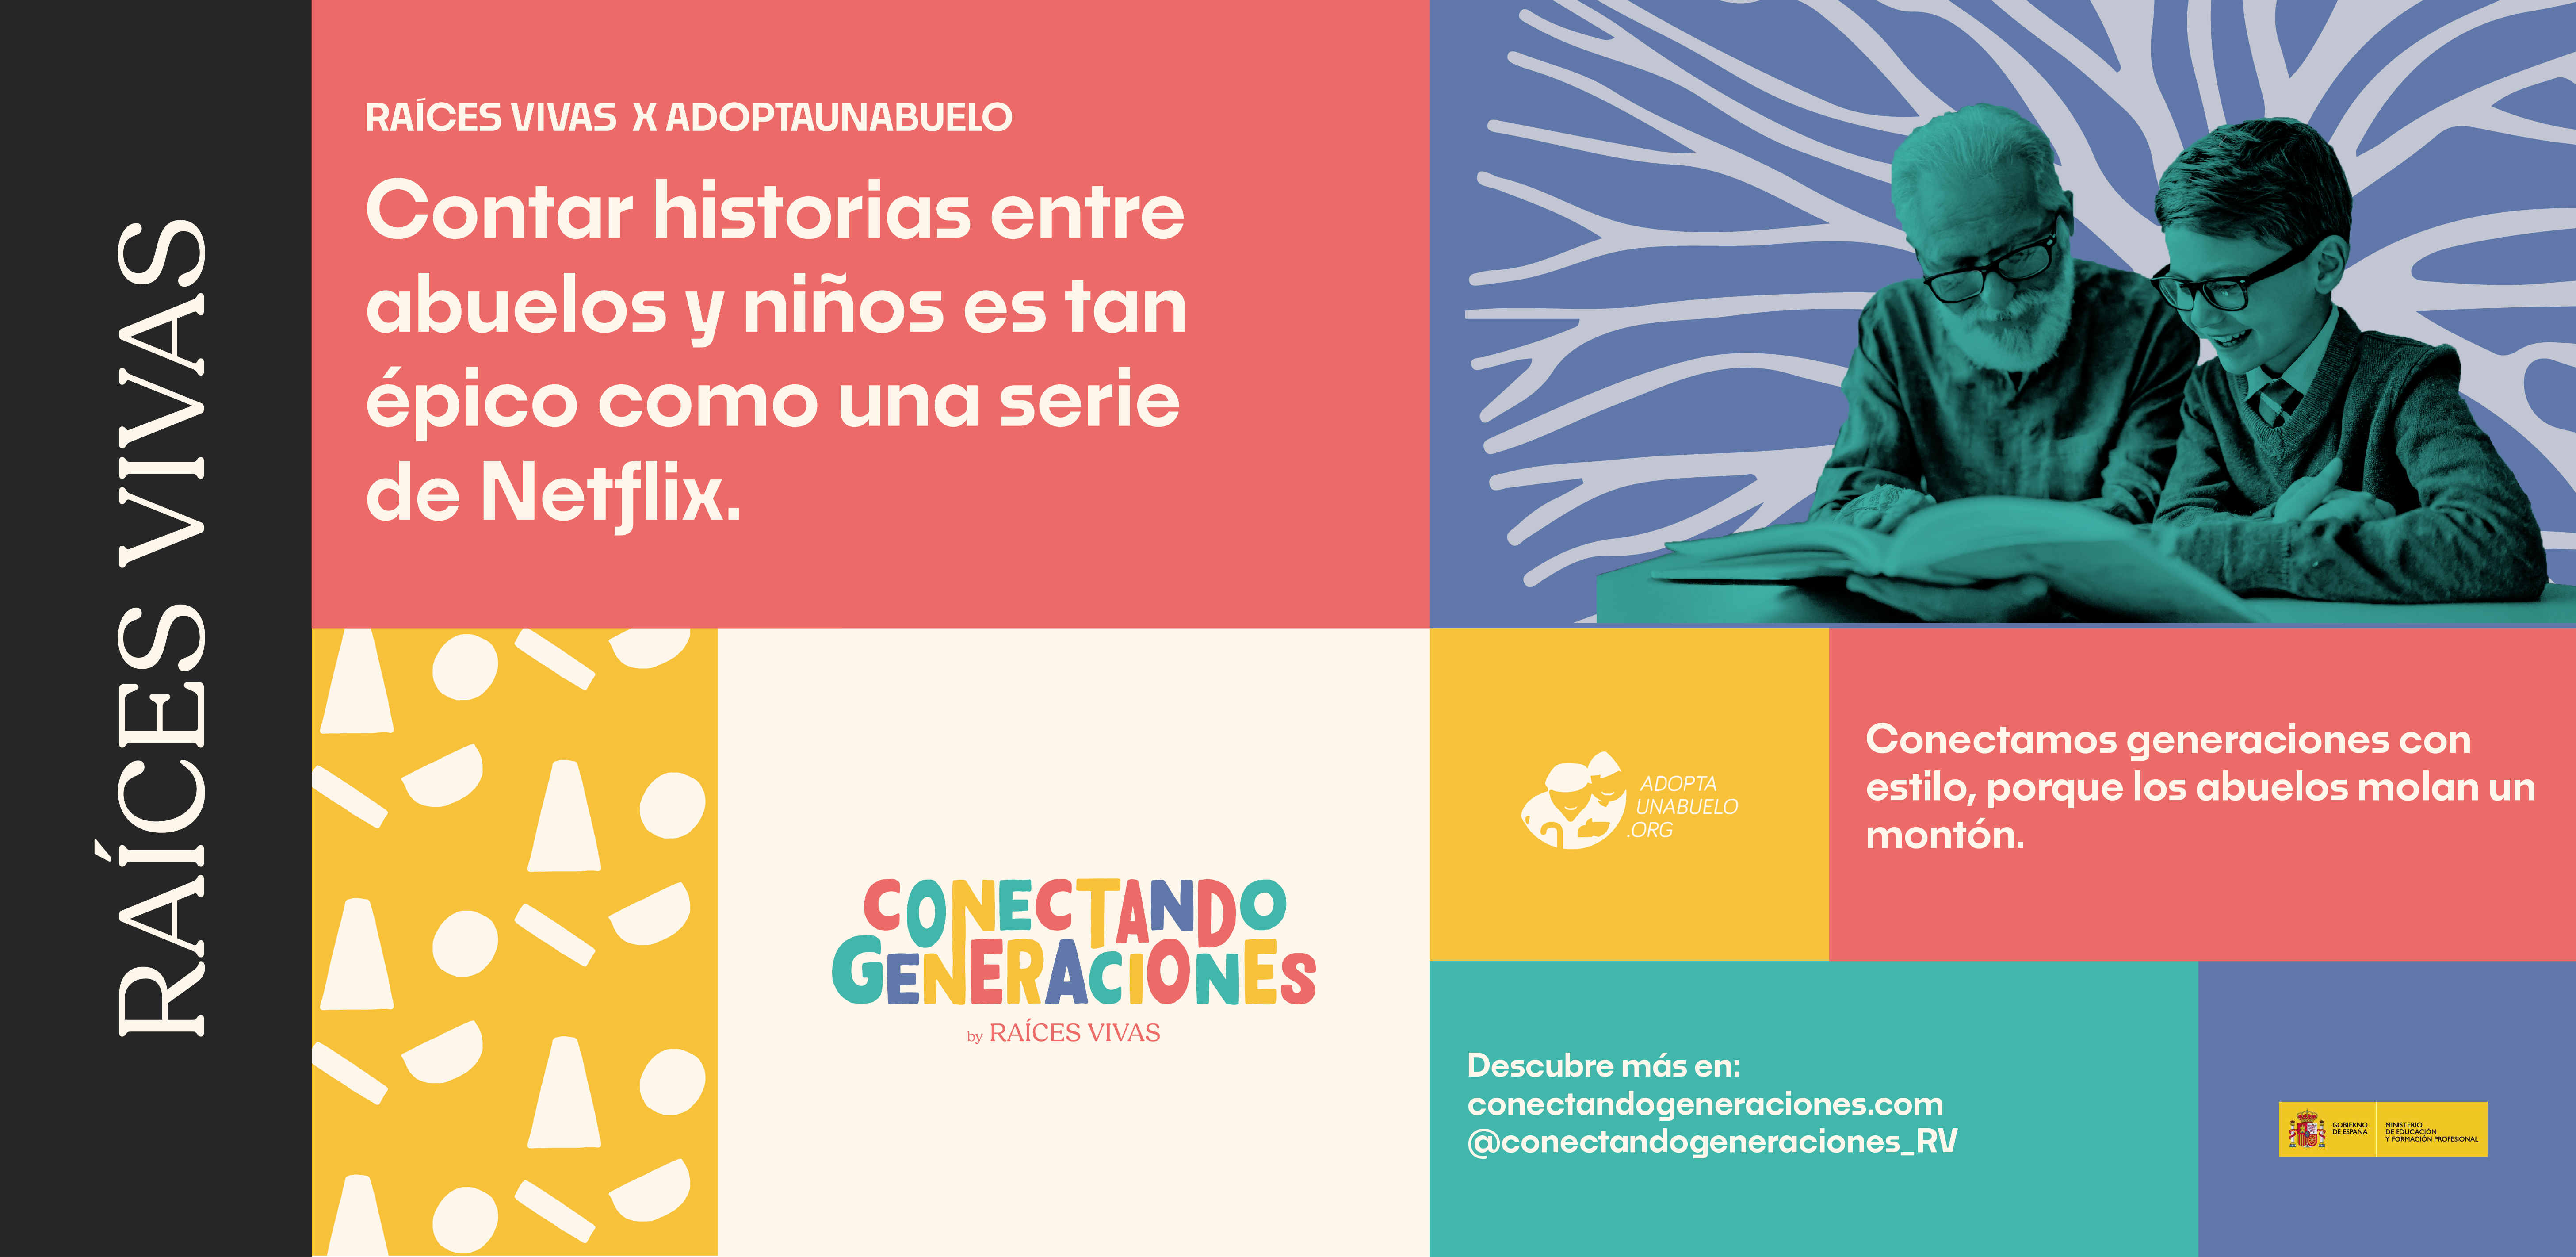 RAÍCES VIVAS
RAÍCES VIVAS X ADOPTAUNABUELO
Contar historias entre
abuelos y niños es tan
épico como una serie
de Netflix.
CONECTANDO
GENERACIONES
by RAÍCES VIVAS
ADOPTA
UNABUELO
.ORG
Conectamos generaciones con
estilo, porque los abuelos molan un
montón.
Descubre más en:
conectandogeneraciones.com
@conectandogeneraciones_RV
GOBIERNO
DE ESPAÑA
MINISTERIO
DE EDUCACIÓN
Y FORMACIÓN PROFESIONAL